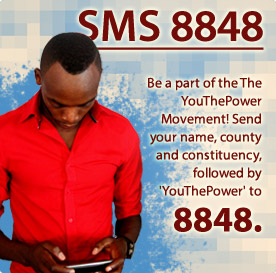 SMS 8848
Be a part of the The
YouThePower
Movement! Send
your name, county
and constituency,
followed by
'YouThePower' to
8848.